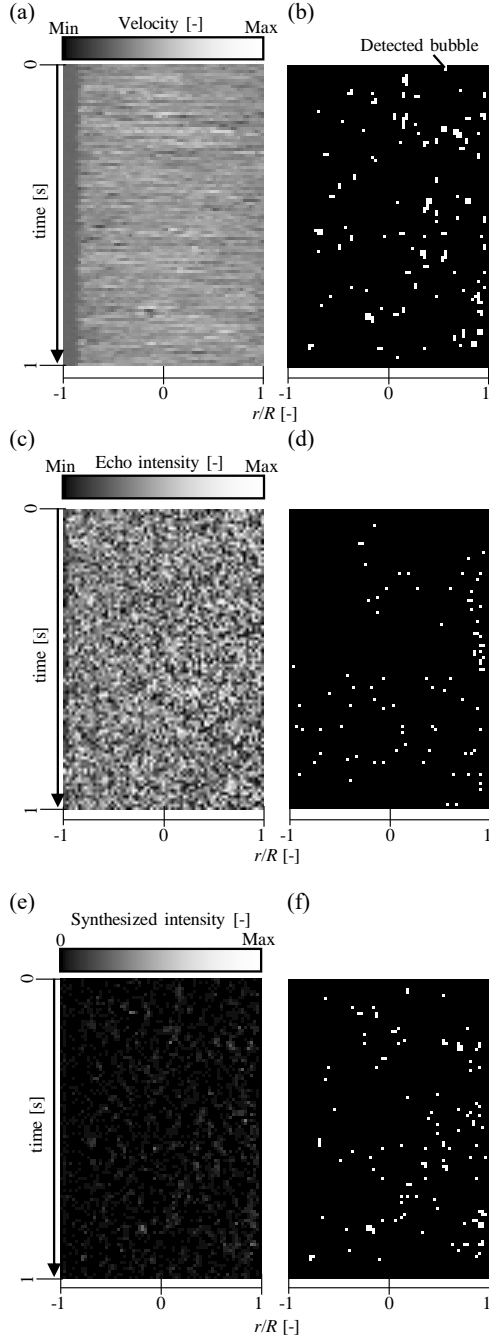 (a)
(b)
Velocity [-]
Min
Max
Detected bubble
0
time [s]
1
-1
0
1
r/R [-]
-1
0
1
r/R [-]
(c)
(d)
Echo intensity [-]
Min
Max
0
time [s]
1
-1
0
1
r/R [-]
-1
0
1
r/R [-]
(e)
(f)
Synthesized intensity [-]
0
Max
0
time [s]
1
-1
0
1
r/R [-]
-1
0
1
r/R [-]